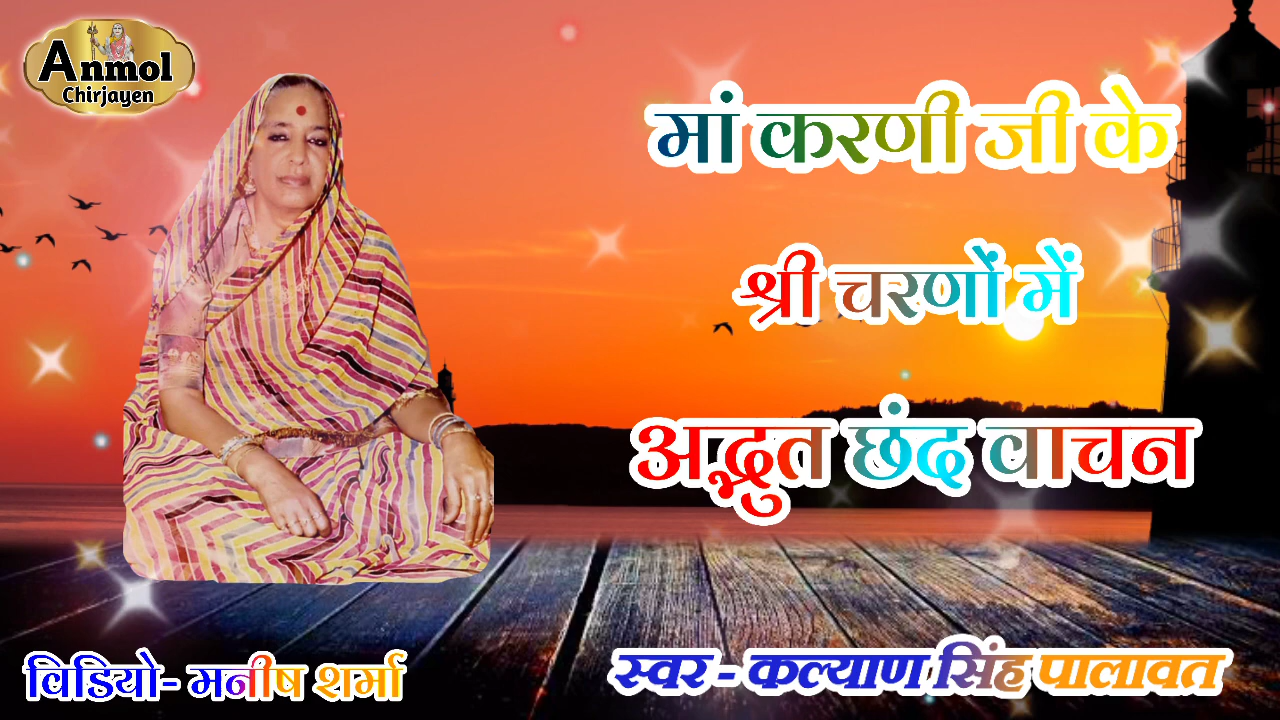 Anmol
Chirjayen
मां करणी जी के
श्री चरणों में
अद्भुत छंद वाचन
विडियो- मनीष शर्मा
स्वर - कल्याण सिंह पालावत